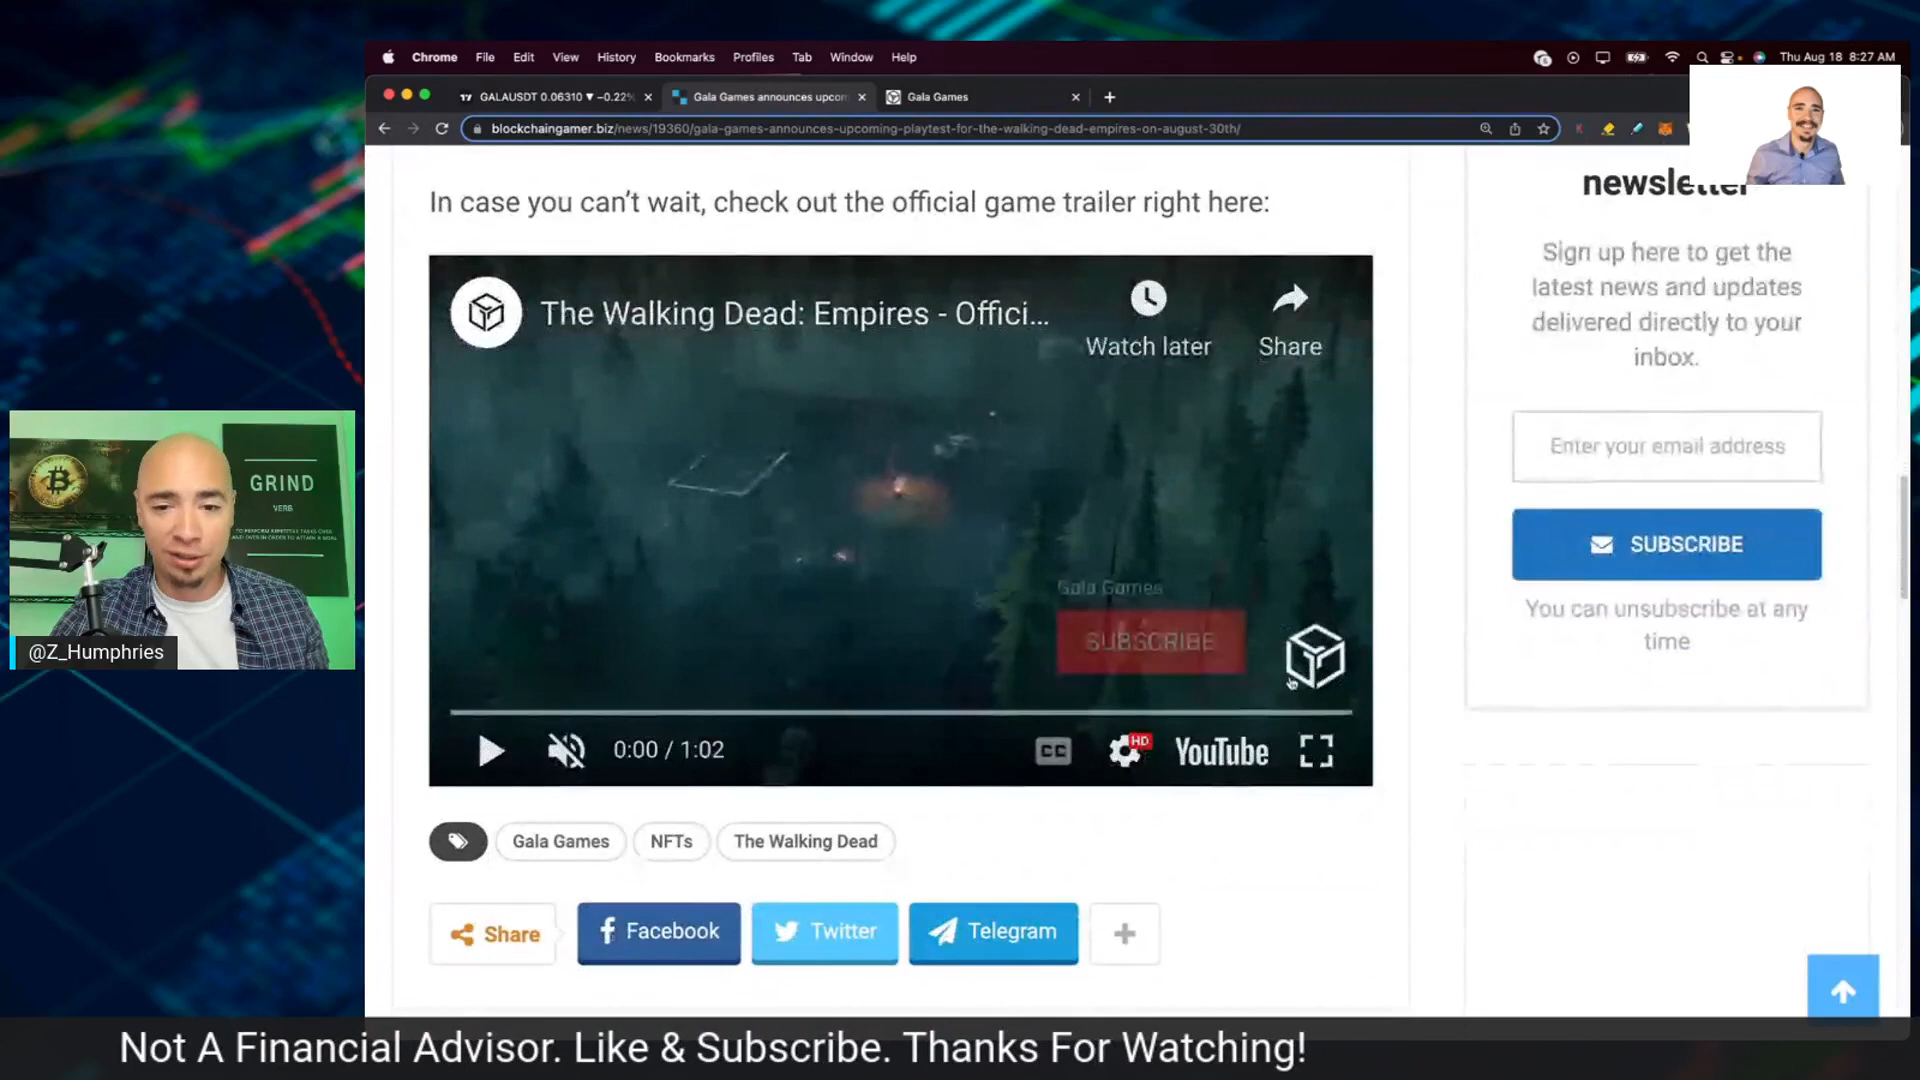 Chrome File Edit View History Bookmarks Profiles Tab Window Help
Thu Aug 18 8:27 AM
GALAUSDT 0.06310 ▼ −0.22%
Gala Games announces upcom
Gala Games
blockchaingamer.biz/news/19360/gala-games-announces-upcoming-playtest-for-the-walking-dead-empires-on-august-30th/
In case you can't wait, check out the official game trailer right here:
The Walking Dead: Empires - Offici...
Watch later
Share
Gala Games
SUBSCRIBE
0:00 / 1:02
CC
HD
YouTube
Gala Games
NFTs
The Walking Dead
Share
Facebook
Twitter
Telegram
newsletter
Sign up here to get the
latest news and updates
delivered directly to your
inbox.
Enter your email address
SUBSCRIBE
You can unsubscribe at any
time
GRIND
VERB
@Z_Humphries
Not A Financial Advisor. Like & Subscribe. Thanks For Watching!